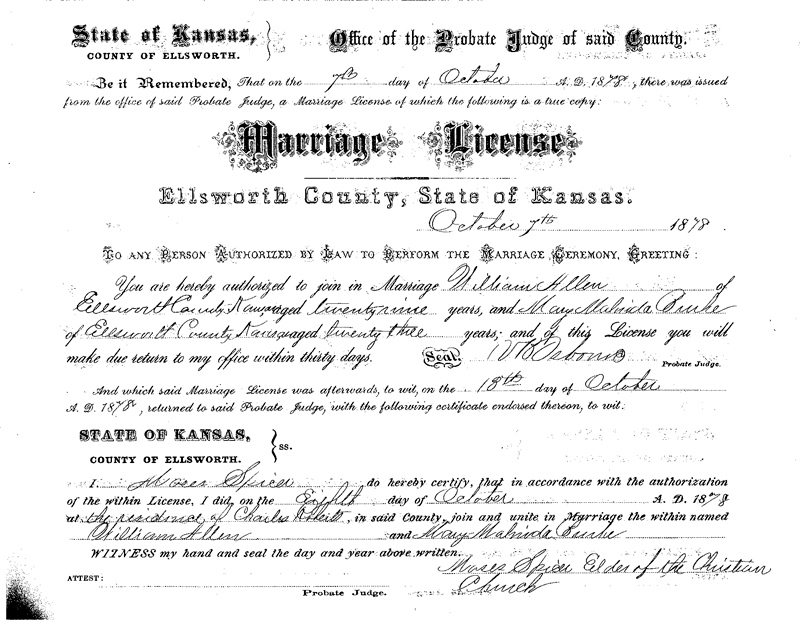 State of Kansas, Office of the Probate Judge of said County.
COUNTY OF ELLSWORTH.
Be it Remembered, That on the 7th day of October A. D. 1878, there was issued
from the office of said Probate Judge, a Marriage License of which the following is a true copy:
Marriage License
Ellsworth County, State of Kansas.
October 7th 1878.
TO ANY PERSON AUTHORIZED BY LAW TO PERFORM THE MARRIAGE CEREMONY, GREETING:
You are hereby authorized to join in Marriage William Allen of
Ellsworth County Kansas aged twenty nine years, and Mary Malinda Burke
of Ellsworth County Kansas aged twenty three years; and of this License you will
make due return to my office within thirty days. Seal. Osborn Probate Judge.
And which said Marriage License was afterwards, to wit, on the 18th day of October
A. D. 1878, returned to said Probate Judge, with the following certificate endorsed thereon, to wit:
STATE OF KANSAS,
COUNTY OF ELLSWORTH. } ss.
I Moses Spicer do hereby certify, that in accordance with the authorization
of the within License, I did, on the Eighth day of October A. D. 1878
at the residence of Charles, in said County, join and unite in Marriage the within named
William Allen and Mary Malinda Burke
WITNESS my hand and seal the day and year above written.
Moses Spicer Elder of the Christian
Church
ATTEST:
Probate Judge.